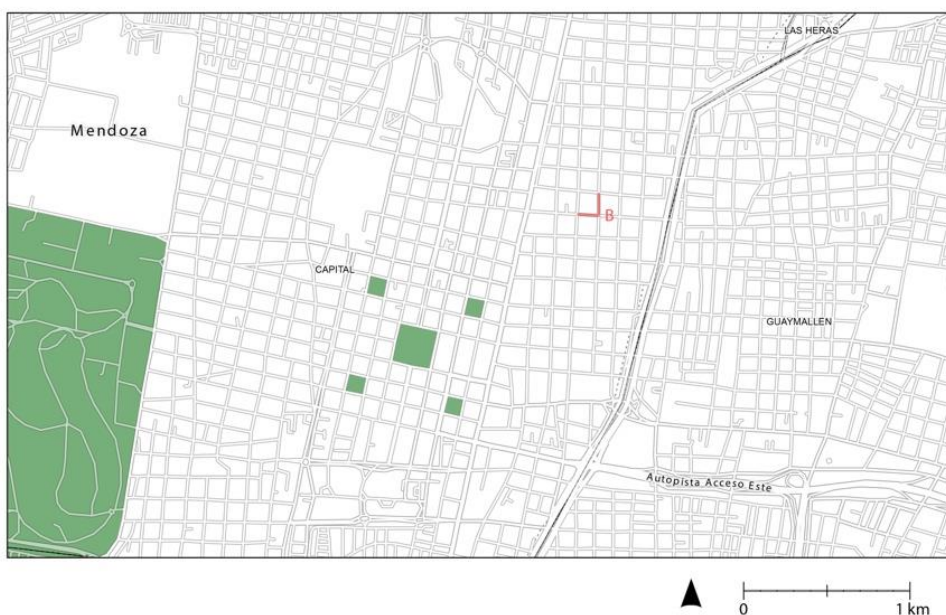 LAS HERAS
Mendoza
B
CAPITAL
GUAYMALLEN
Autopista Acceso Este
0 1 km